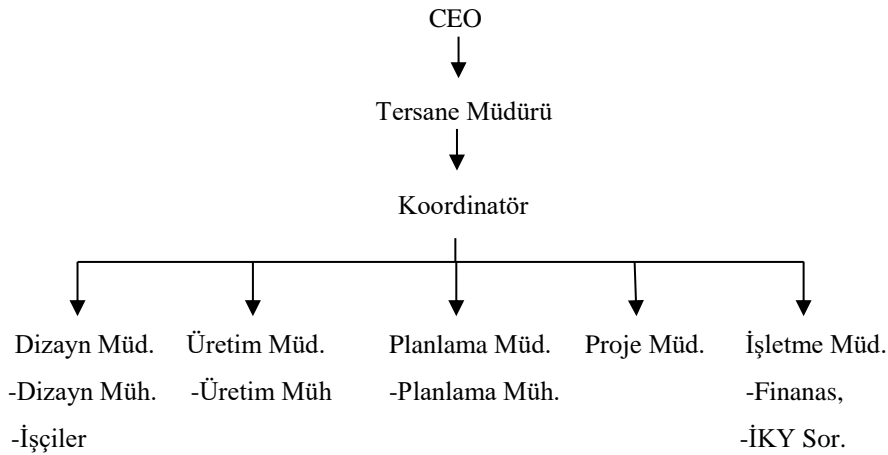 CEO
Tersane Müdürü
Koordinatör
Dizayn Müd. Üretim Müd. Planlama Müd. Proje Müd. İşletme Müd.
-Dizayn Müh. -Üretim Müh -Planlama Müh. -Finanas,
-İşçiler -İKY Sor.